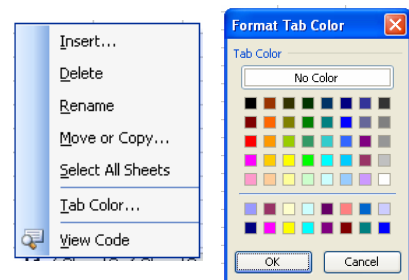 Insert...
Delete
Rename
Move or Copy...
Select All Sheets
Tab Color...
View Code
Format Tab Color
Tab Color
No Color
OK
Cancel